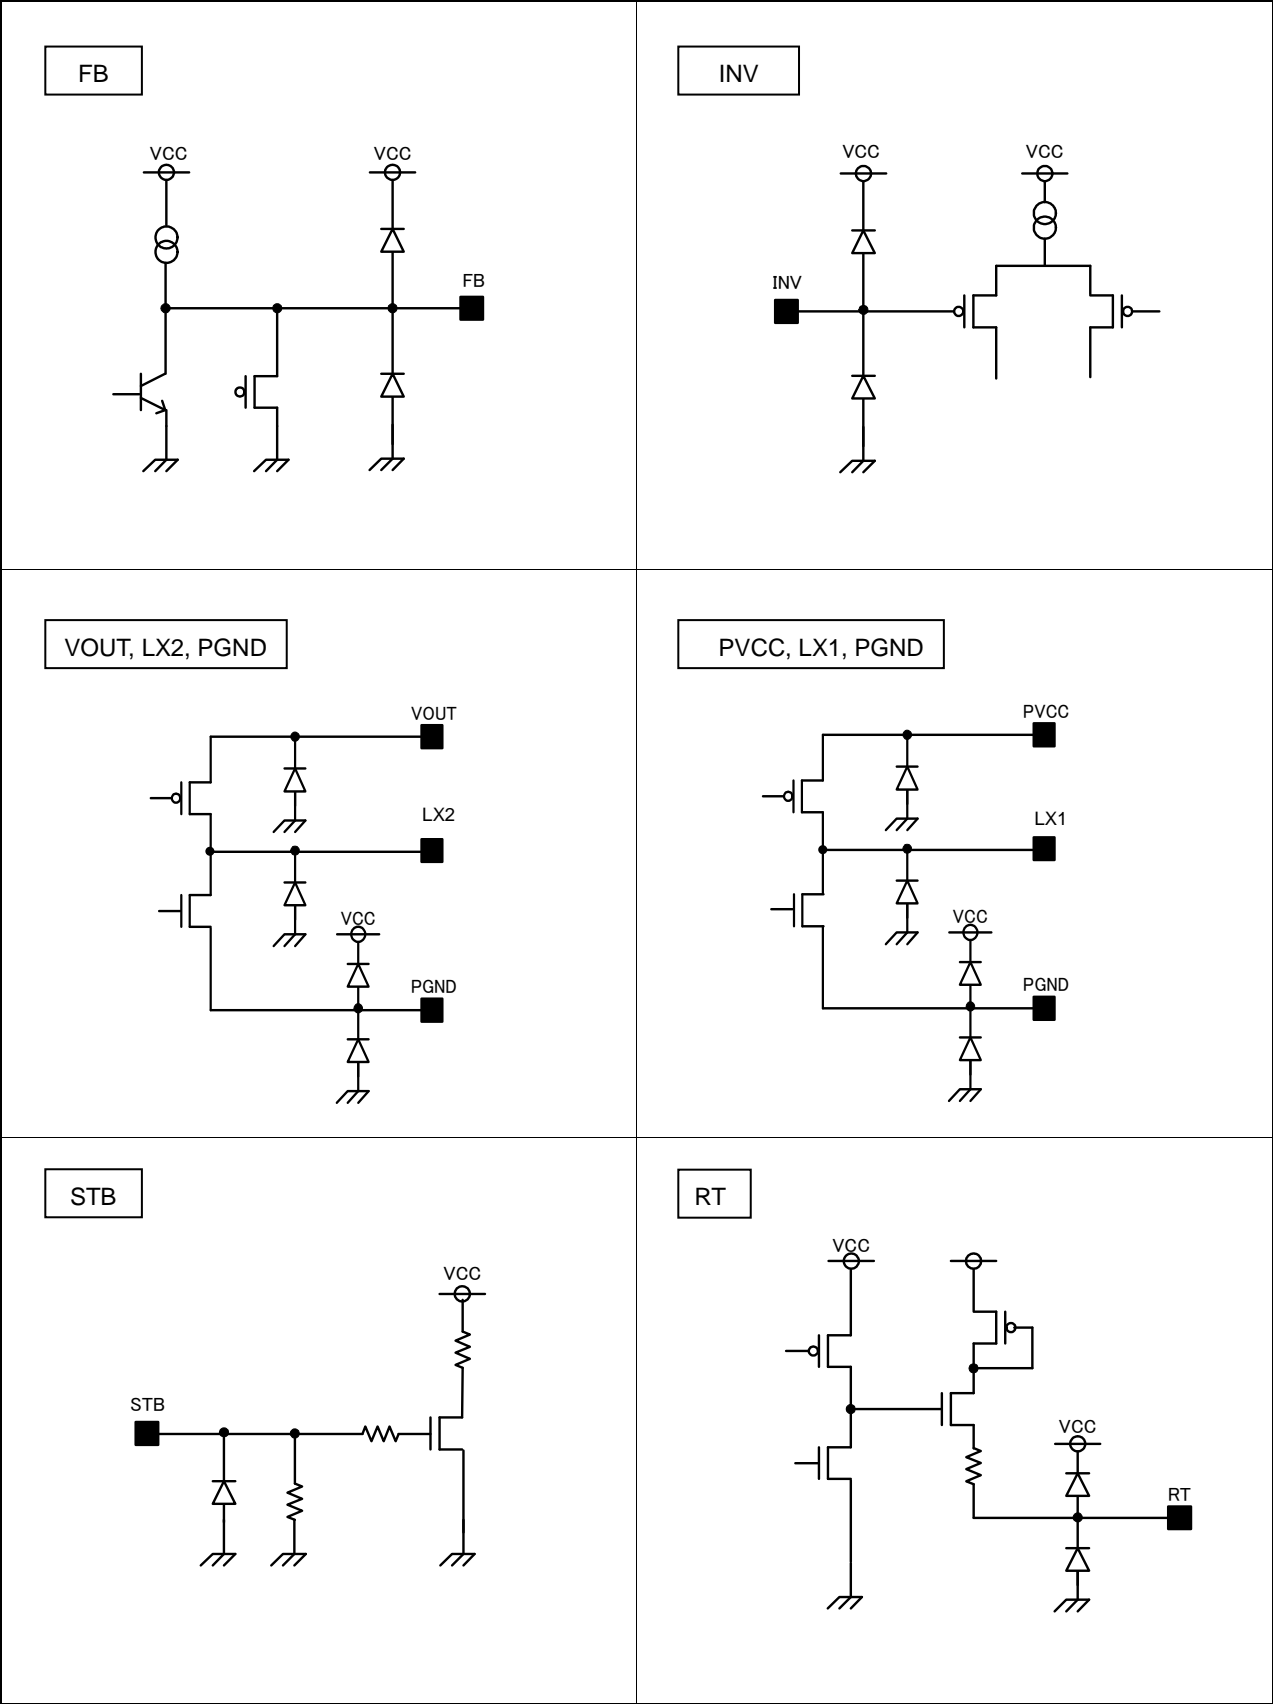 FB
VCC
VCC
FB
INV
VCC
VCC
INV
VOUT, LX2, PGND
VOUT
LX2
VCC
PGND
PVCC, LX1, PGND
PVCC
LX1
VCC
PGND
STB
VCC
STB
RT
VCC
VCC
RT